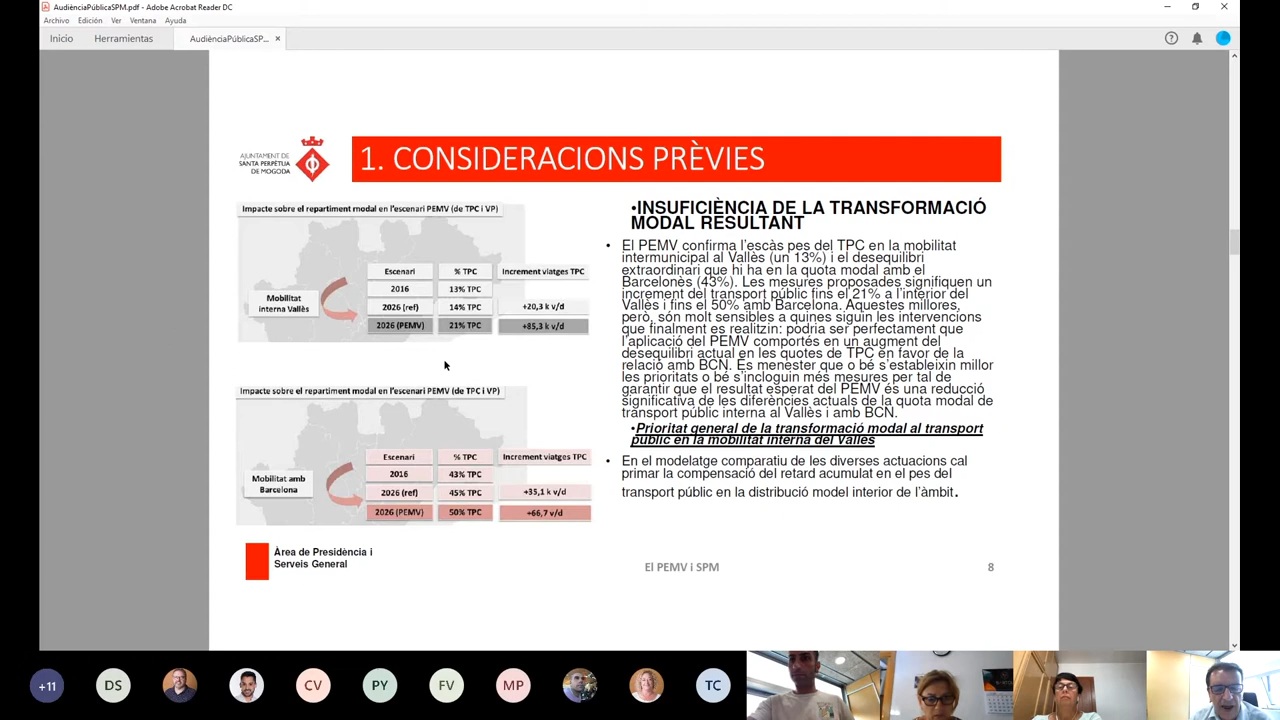 AudiènciaPúblicaSPM.pdf - Adobe Acrobat Reader DC
Archivo Edición Ver Ventana Ayuda
Inicio Herramientas AudiènciaPúblicaSP... ×
AJUNTAMENT DE
SANTA PERPÈTUA
DE MOGODA
1. CONSIDERACIONS PRÈVIES
Impacte sobre el repartiment modal en l'escenari PEMV (de TPC i VP)
Escenari % TPC Increment viatges TPC
2016 13% TPC
Mobilitat
interna Vallès
2026 (ref) 14% TPC +20,3 k v/d
2026 (PEMV) 21% TPC +85,3 k v/d
Impacte sobre el repartiment modal en l'escenari PEMV (de TPC i VP)
Escenari % TPC Increment viatges TPC
2016 43% TPC
Mobilitat amb
Barcelona
2026 (ref) 45% TPC +35,1 k v/d
2026 (PEMV) 50% TPC +66,7 v/d
•INSUFICIÈNCIA DE LA TRANSFORMACIÓ
MODAL RESULTANT
• El PEMV confirma l'escàs pes del TPC en la mobilitat
intermunicipal al Vallès (un 13%) i el desequilibri
extraordinari que hi ha en la quota modal amb el
Barcelonès (43%). Les mesures proposades signifiquen un
increment del transport públic fins el 21% a l'interior del
Vallès i fins el 50% amb Barcelona. Aquestes millores,
però, són molt sensibles a quines siguin les intervencions
que finalment es realitzin: podria ser perfectament que
l'aplicació del PEMV comportés en un augment del
desequilibri actual en les quotes de TPC en favor de la
relació amb BCN. És menester que o bé s'estableixin millor
les prioritats o bé s'incloguin més mesures per tal de
garantir que el resultat esperat del PEMV és una reducció
significativa de les diferències actuals de la quota modal de
transport públic interna al Vallès i amb BCN.
•Prioritat general de la transformació modal al transport
públic en la mobilitat interna del Vallès
• En el modelatge comparatiu de les diverses actuacions cal
primar la compensació del retard acumulat en el pes del
transport públic en la distribució model interior de l'àmbit.
Àrea de Presidència i
Serveis General
El PEMV i SPM
8
+11 DS CV PY FV MP TC